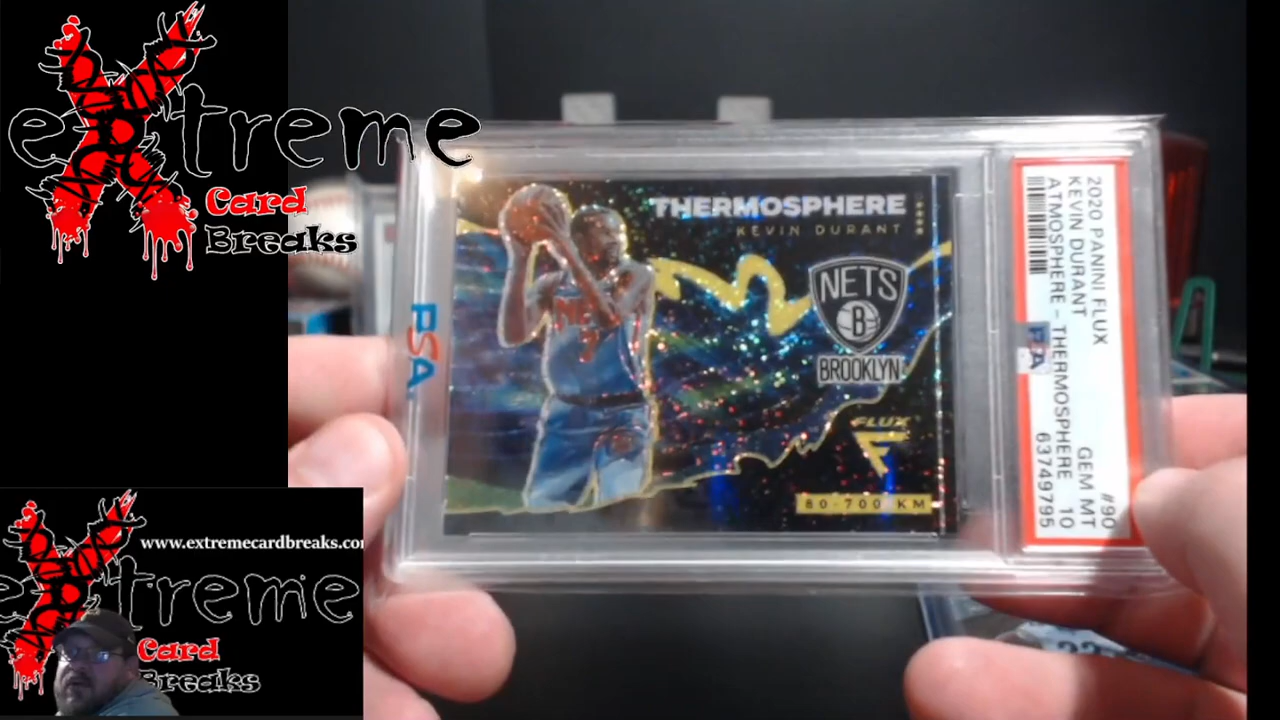 eXtreme
Card
Breaks
THERMOSPHERE
KEVIN DURANT
NETS
B
BROOKLYN
FLUX
80-700 KM
PSA
2020 PANINI FLUX #90
KEVIN DURANT GEM MT
ATMOSPHERE - THERMOSPHERE 10
63749795
PSA
www.extremecardbreaks.co
eXtreme
Card
Breaks